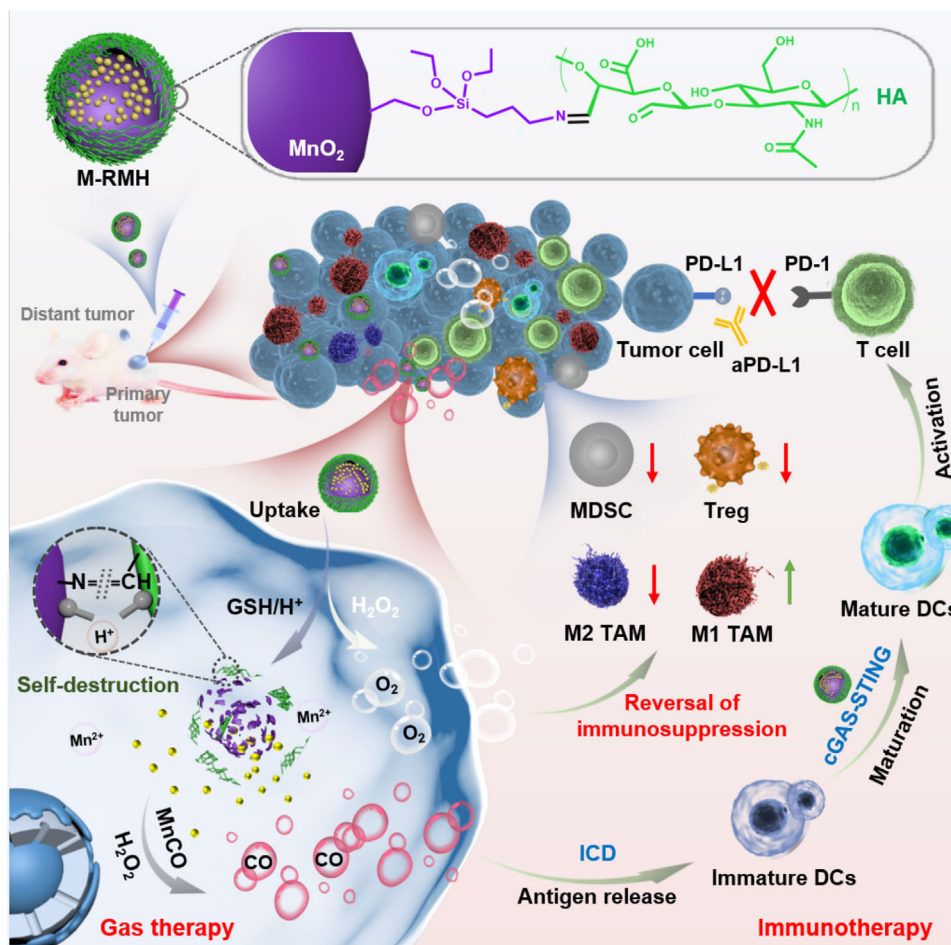 OH
O
O
OH
O
O
O
Si
O
N
O
O
HO
O
O
OH
O
n
NH
O
HA
MnO2
M-RMH
PD-L1
PD-1
Distant tumor
Tumor cell
T cell
aPD-L1
Primary
tumor
Activation
Uptake
MDSC
Treg
N
CH
H+
GSH/H+
H2O2
M2 TAM
M1 TAM
Mature DCs
Self-destruction
O2
O2
Mn2+
Mn2+
Reversal of
immunosuppression
cGAS-STING
Maturation
MnCO
H2O2
CO
CO
ICD
Antigen release
Immature DCs
Gas therapy
Immunotherapy